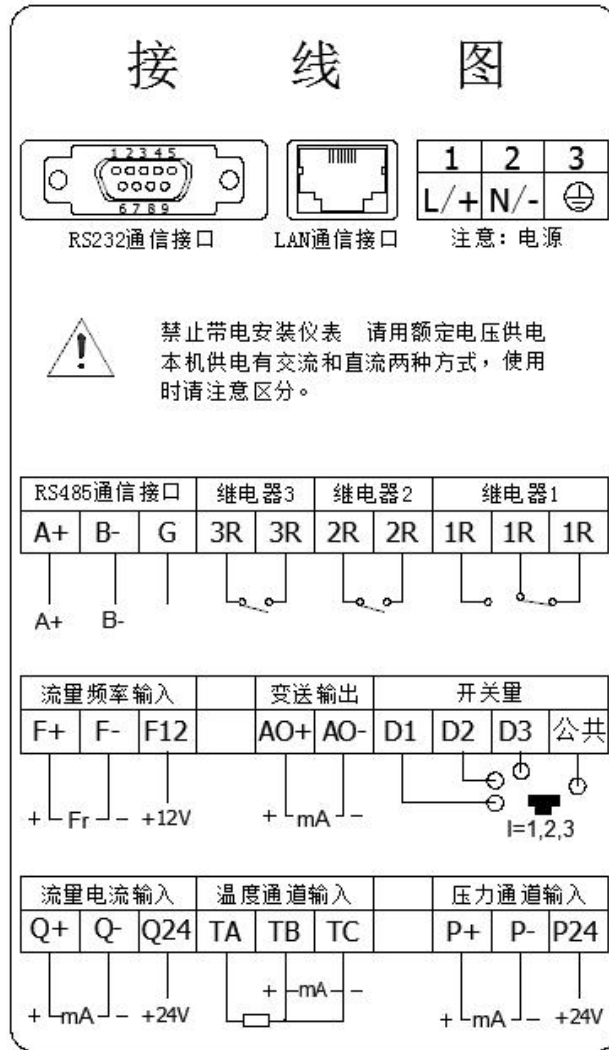 接 线 图
1 2 3 4 5
6 7 8 9
RS232通信接口
LAN通信接口
1 2 3
L/+ N/-
注意：电源
禁止带电安装仪表 请用额定电压供电
本机供电有交流和直流两种方式，使用
时请注意区分。
RS485通信接口 继电器3 继电器2 继电器1
A+ B- G 3R 3R 2R 2R 1R 1R 1R
A+ B-
流量频率输入 变送输出 开关量
F+ F- F12 AO+ AO- D1 D2 D3 公共
+ Fr - +12V + mA -
I=1,2,3
流量电流输入 温度通道输入 压力通道输入
Q+ Q- Q24 TA TB TC P+ P- P24
+ mA -
+ mA - +24V + mA - +24V